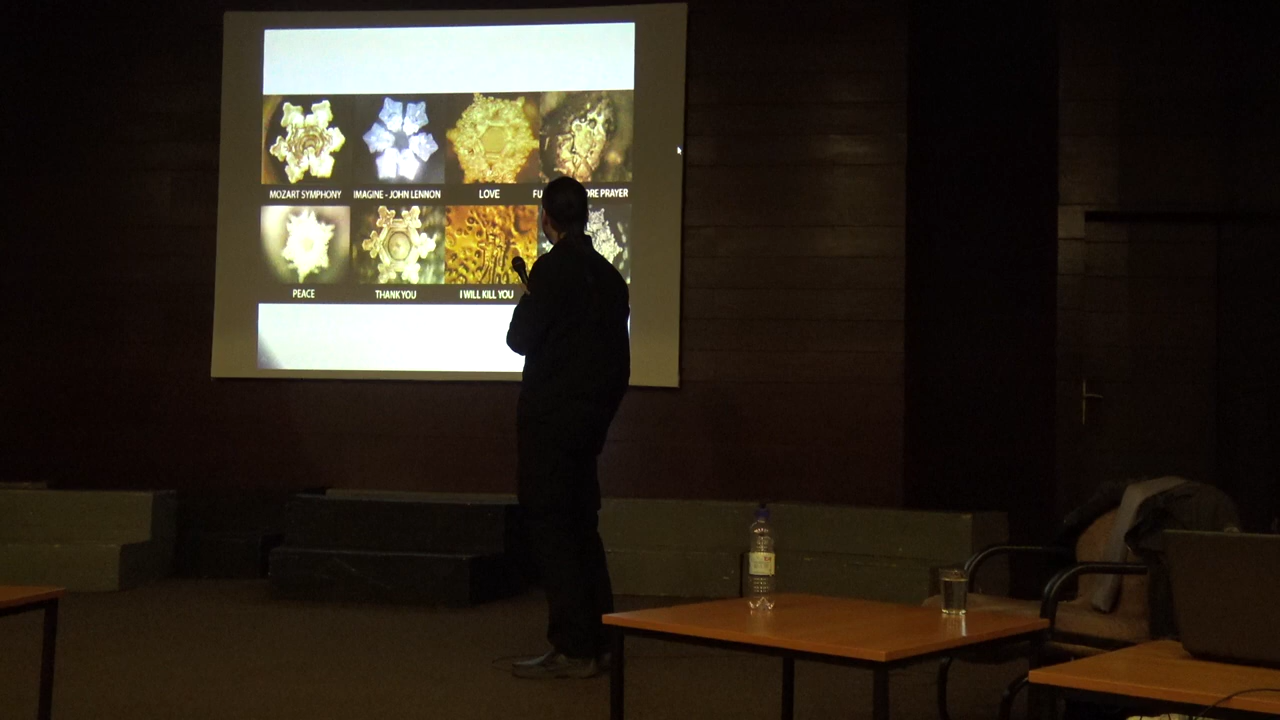 MOZART SYMPHONY IMAGINE - JOHN LENNON LOVE PRAYER
PEACE THANK YOU I WILL KILL YOU